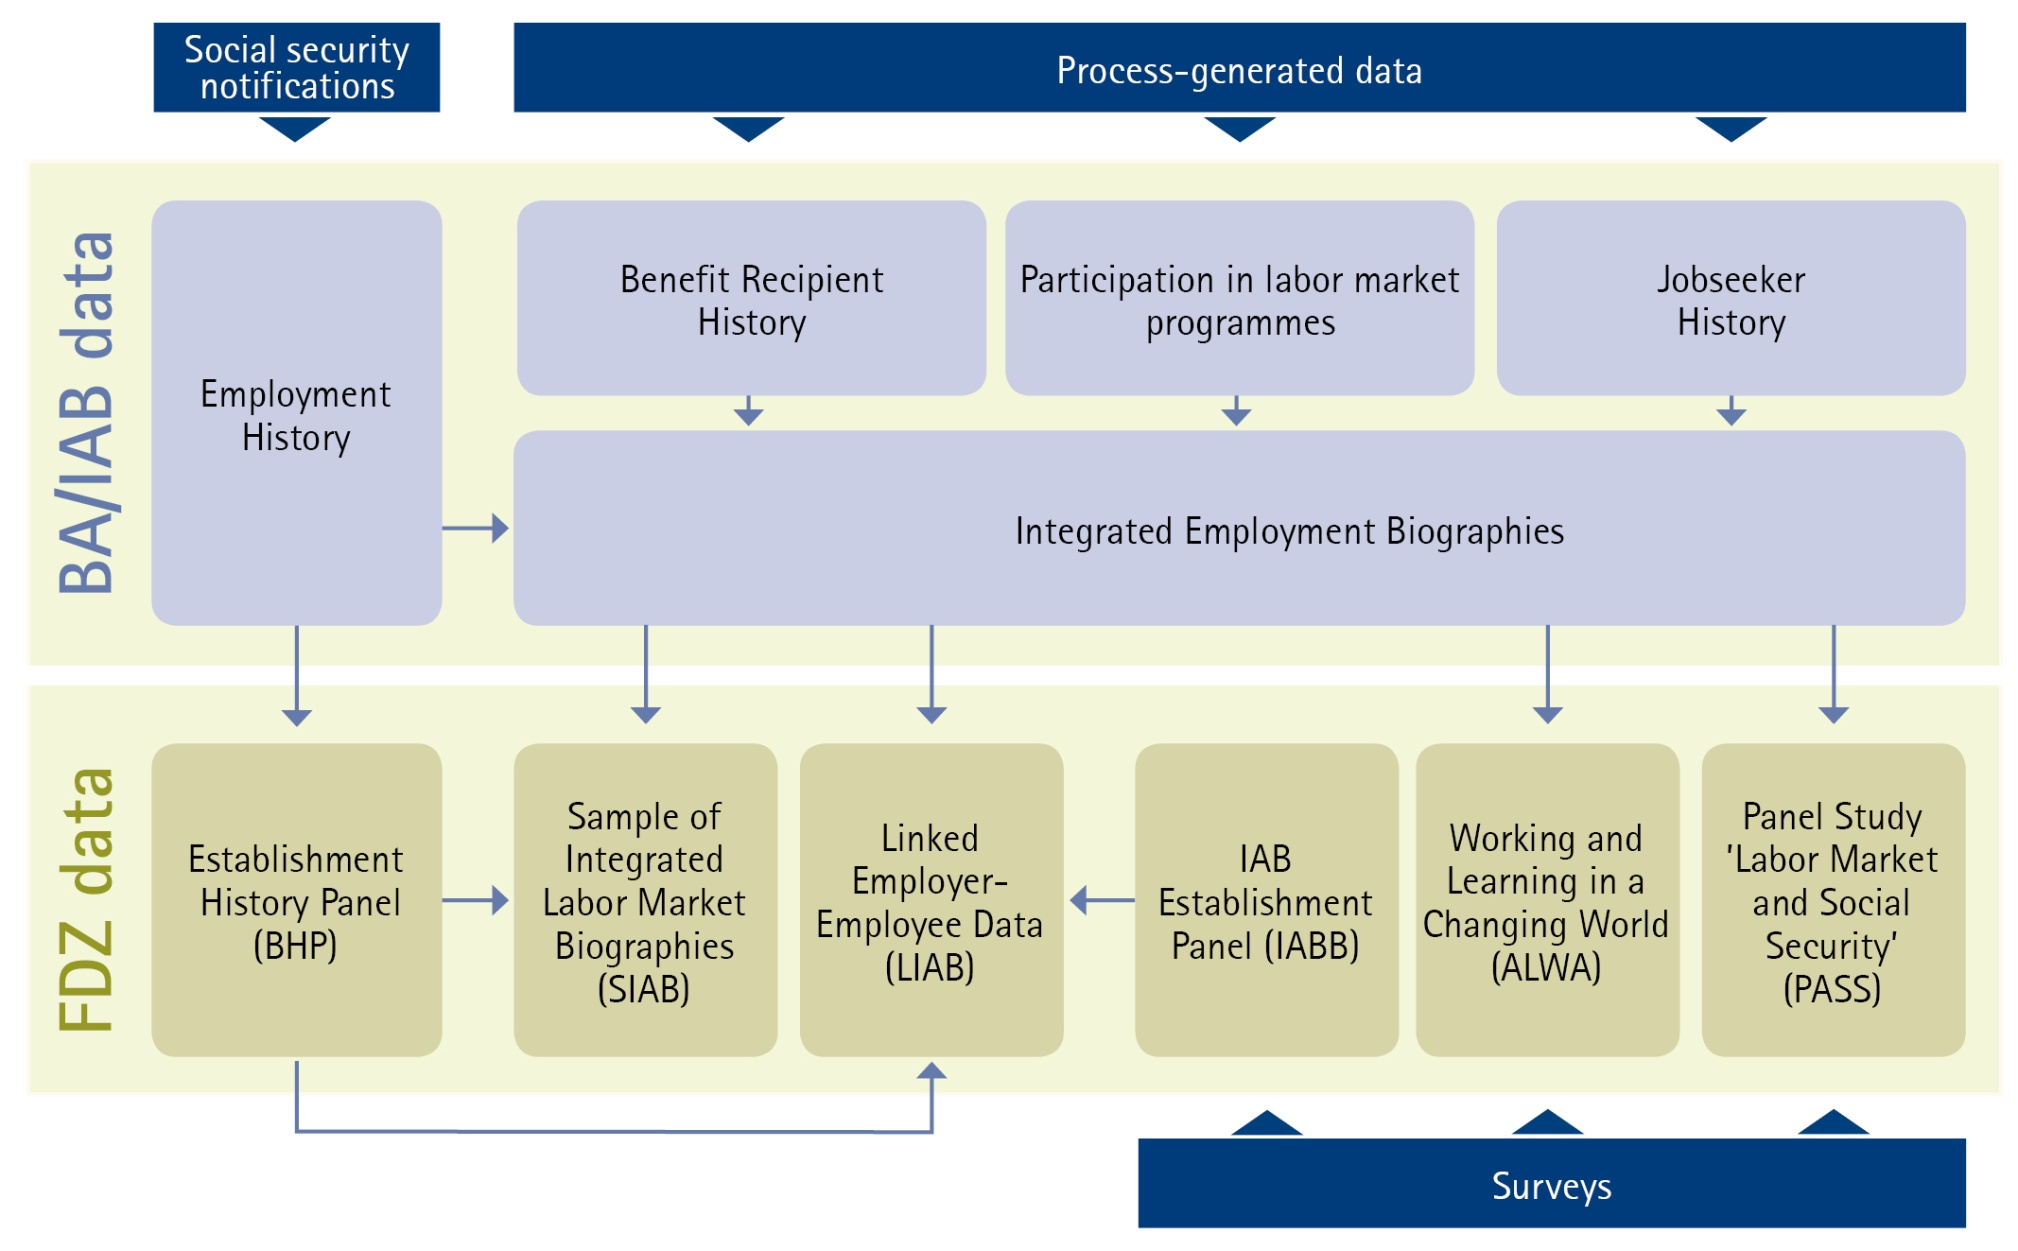 Social security
notifications
Process-generated data
BA/IAB data
Employment
History
Benefit Recipient
History
Participation in labor market
programmes
Jobseeker
History
Integrated Employment Biographies
FDZ data
Establishment
History Panel
(BHP)
Sample of
Integrated
Labor Market
Biographies
(SIAB)
Linked
Employer-
Employee Data
(LIAB)
IAB
Establishment
Panel (IABB)
Working and
Learning in a
Changing World
(ALWA)
Panel Study
'Labor Market
and Social
Security'
(PASS)
Surveys